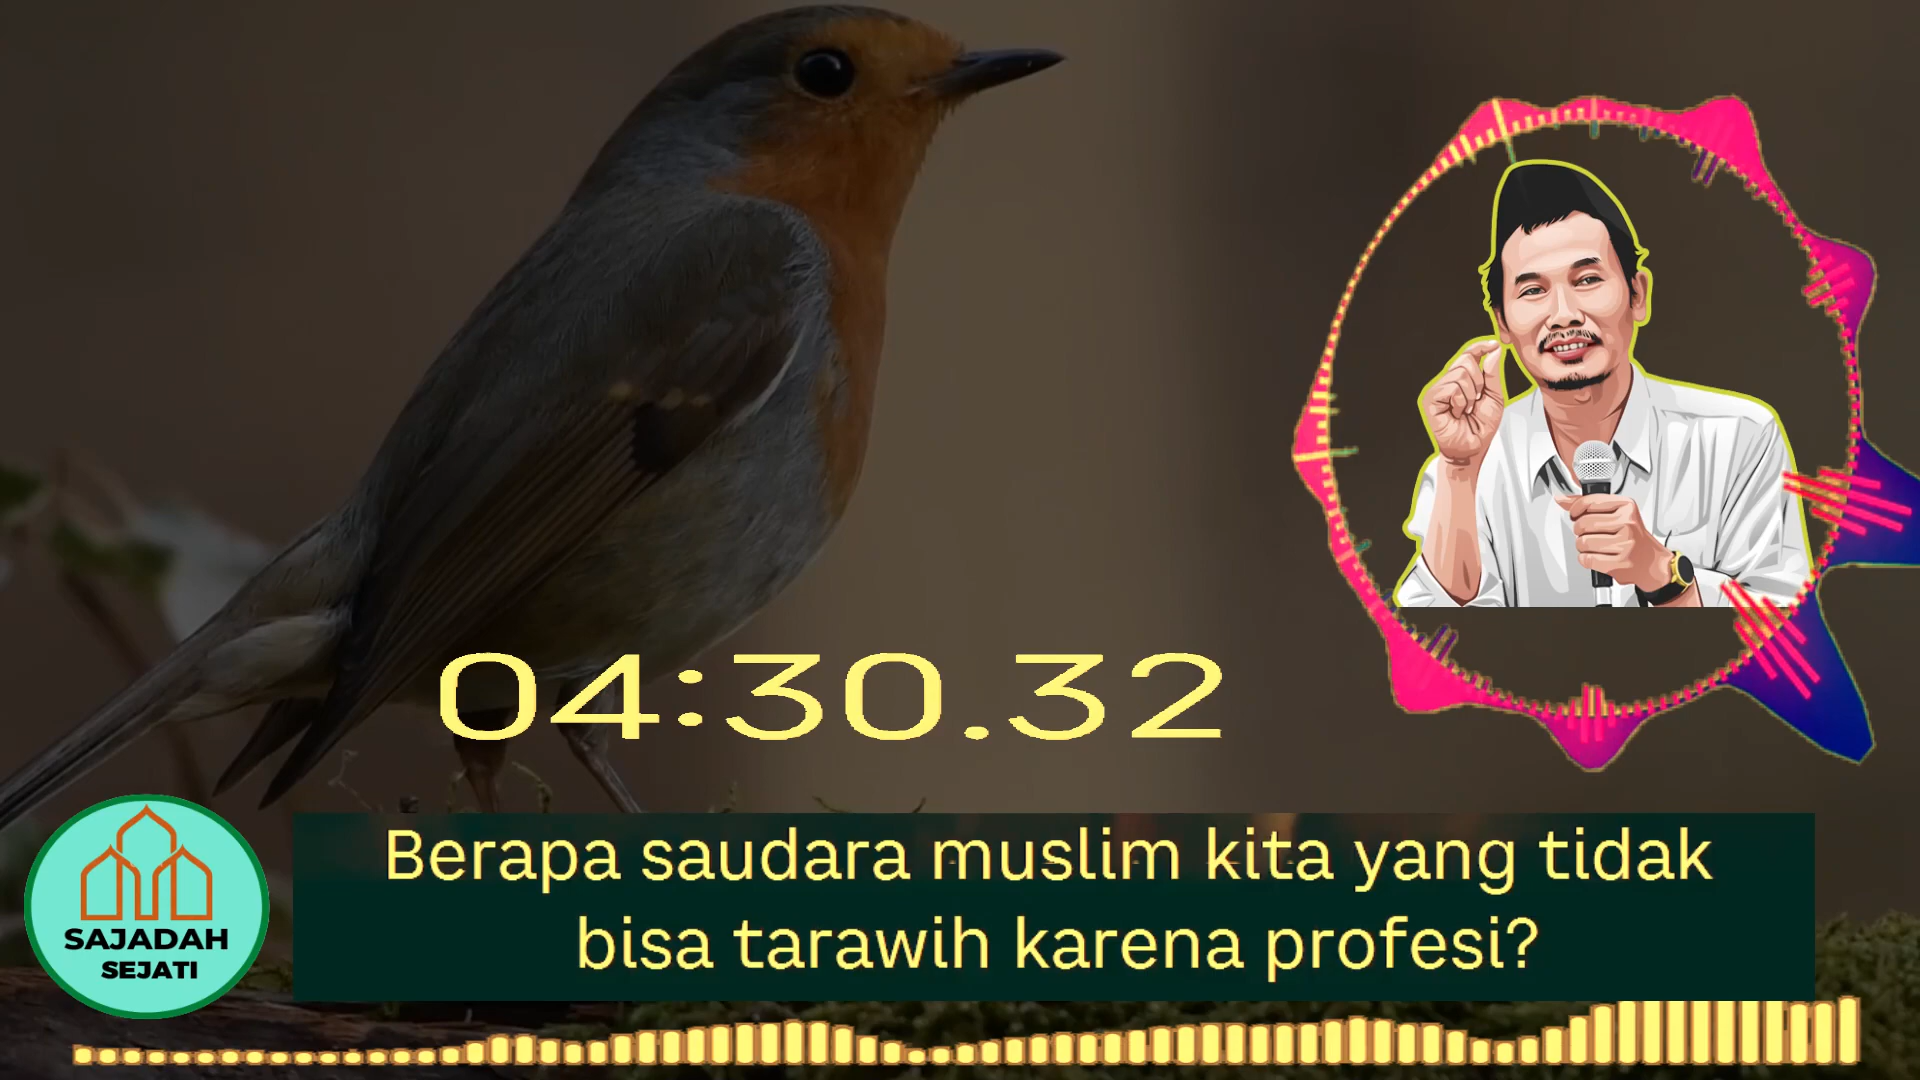 04:30.32
Berapa saudara muslim kita yang tidak
bisa tarawih karena profesi?
SAJADAH
SEJATI